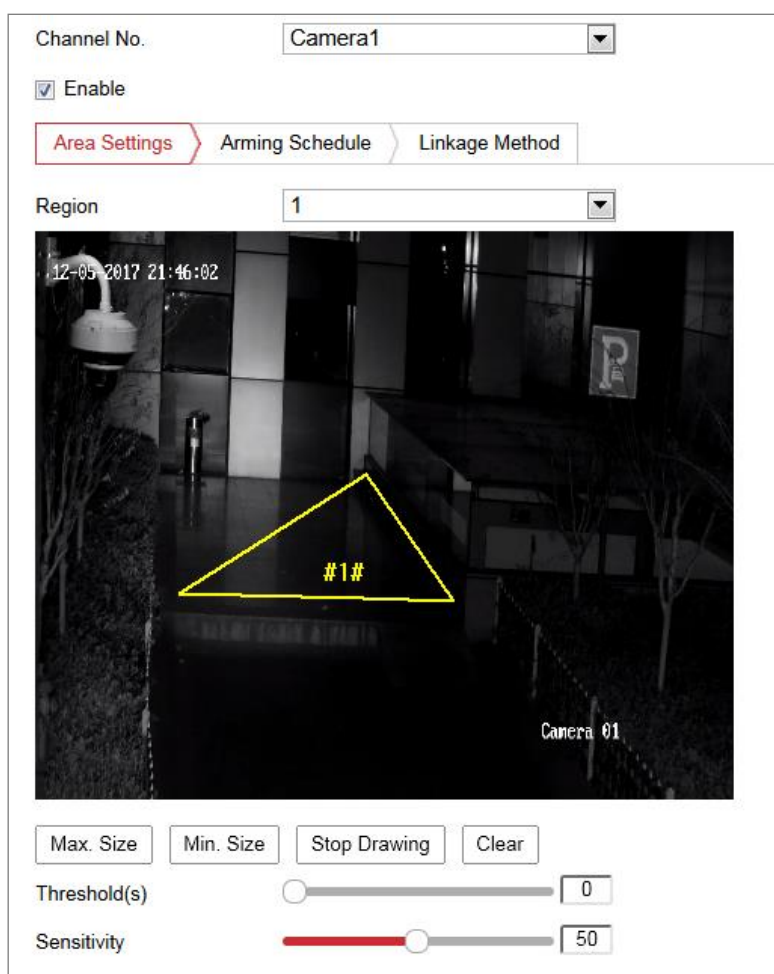 Channel No. Camera1
Enable
Area Settings Arming Schedule Linkage Method
Region 1
12-05-2017 21:46:02
P
#1#
Camera 01
Max. Size Min. Size Stop Drawing Clear
Threshold(s) 0
Sensitivity 50